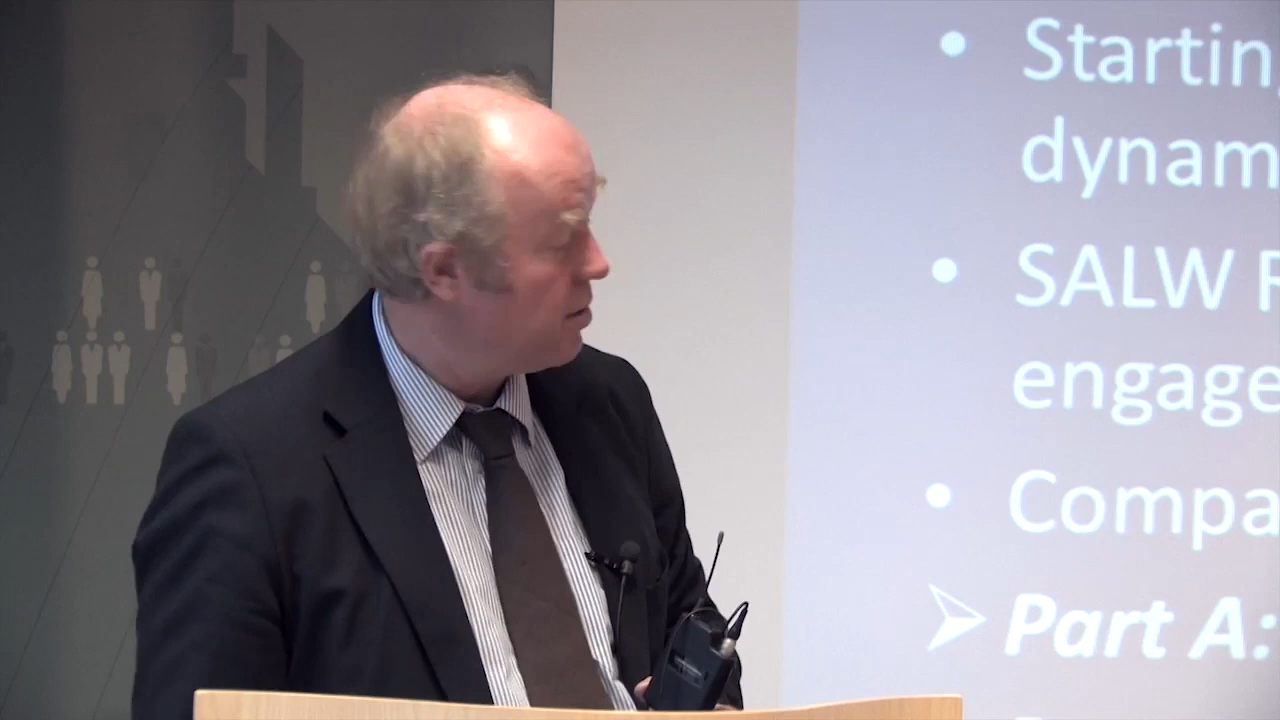 • Startin
dynam
• SALW
engage
• Compa
➢ Part A: